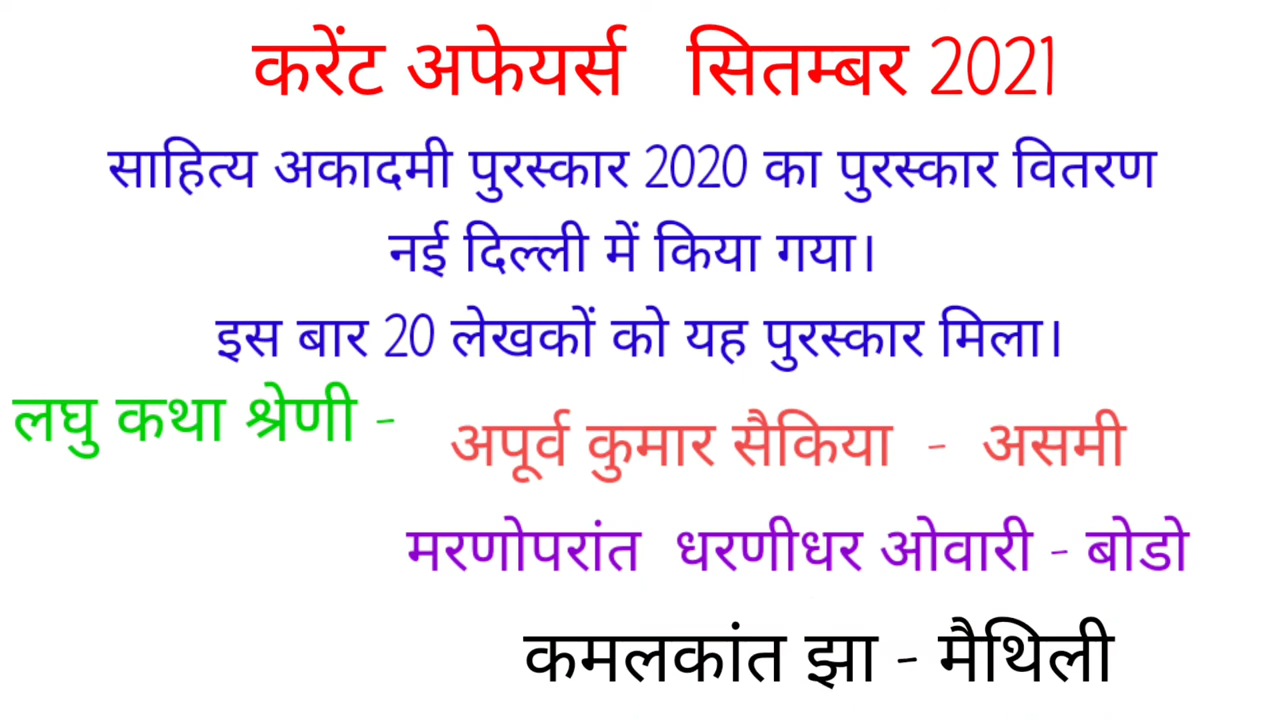 करेंट अफेयर्स सितम्बर 2021
साहित्य अकादमी पुरस्कार 2020 का पुरस्कार वितरण
नई दिल्ली में किया गया।
इस बार 20 लेखकों को यह पुरस्कार मिला।
लघु कथा श्रेणी -
अपूर्व कुमार सैकिया - असमी
मरणोपरांत धरणीधर ओवारी - बोडो
कमलकांत झा - मैथिली